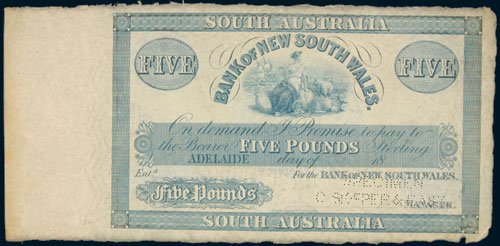 SOUTH AUSTRALIA
FIVE
BANK OF NEW SOUTH WALES.
FIVE
On demand I Promise to pay to
the Bearer FIVE POUNDS Sterling
ADELAIDE day of 18
Entd. For the BANK OF NEW SOUTH WALES.
SPECIMEN
Five Pounds
MANAGER.
SOUTH AUSTRALIA